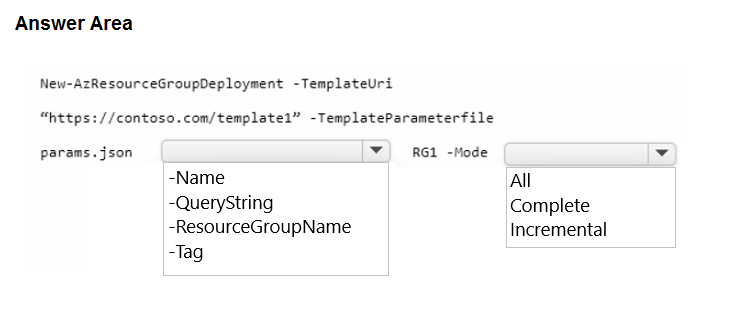 Answer Area
New-AzResourceGroupDeployment -TemplateUri
“https://contoso.com/template1” -TemplateParameterfile
params.json RG1 -Mode
-Name
-QueryString
-ResourceGroupName
-Tag
All
Complete
Incremental